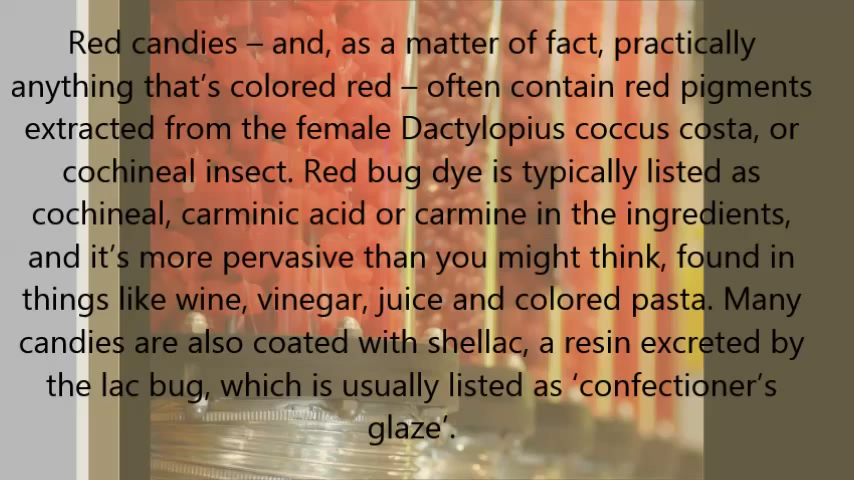 Red candies – and, as a matter of fact, practically
anything that’s colored red – often contain red pigments
extracted from the female Dactylopius coccus costa, or
cochineal insect. Red bug dye is typically listed as
cochineal, carminic acid or carmine in the ingredients,
and it’s more pervasive than you might think, found in
things like wine, vinegar, juice and colored pasta. Many
candies are also coated with shellac, a resin excreted by
the lac bug, which is usually listed as ‘confectioner’s
glaze’.